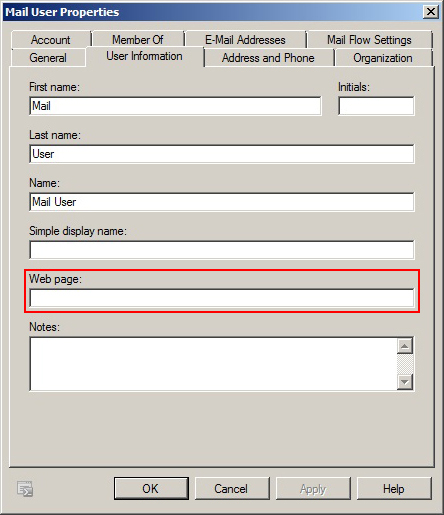 Mail User Properties
Account Member Of E-Mail Addresses Mail Flow Settings
General User Information Address and Phone Organization
First name: Initials:
Mail
Last name:
User
Name:
Mail User
Simple display name:
Web page:
Notes:
OK Cancel Apply Help